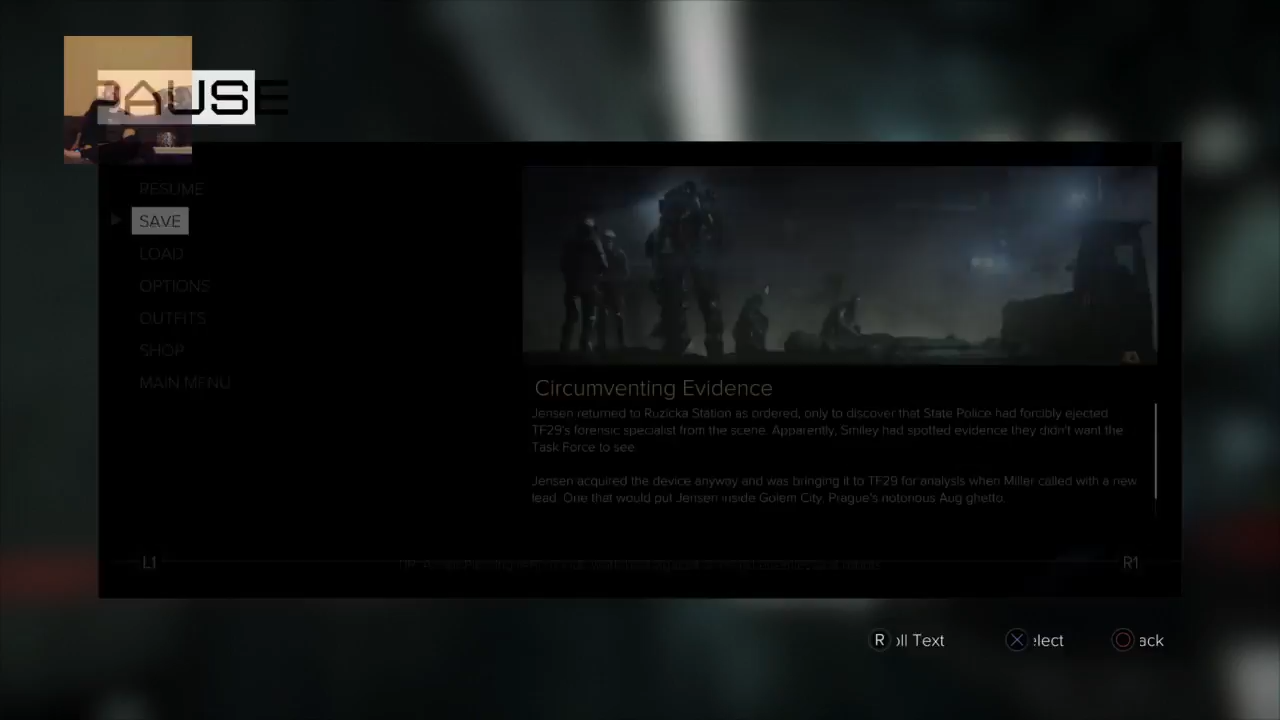 PAUSE
RESUME
SAVE
LOAD
OPTIONS
OUTFITS
SHOP
MAIN MENU
Circumventing Evidence
Jensen returned to Ruzicka Station as ordered, only to discover that State Police had forcibly ejected
TF29's forensic specialist from the scene. Apparently, Smiley had spotted evidence they didn't want the
Task Force to see.
Jensen acquired the device anyway and was bringing it to TF29 for analysis when Miller called with a new
lead. One that would put Jensen inside Golem City, Prague's notorious Aug ghetto.
L1
R1
R oll Text
elect
ack